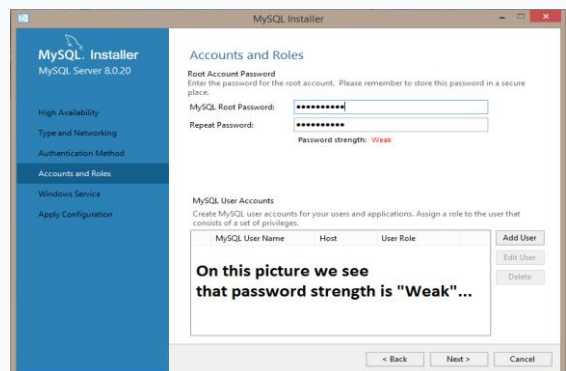 MySQL Installer
MySQL. Installer
MySQL Server 8.0.20
High Availability
Type and Networking
Authentication Method
Accounts and Roles
Windows Service
Apply Configuration
Accounts and Roles
Root Account Password
Enter the password for the root account. Please remember to store this password in a secure
place.
MySQL Root Password:
Repeat Password:
Password strength: Weak
MySQL User Accounts
Create MySQL user accounts for your users and applications. Assign a role to the user that
consists of a set of privileges.
MySQL User Name Host User Role
Add User
Edit User
Delete
On this picture we see
that password strength is "Weak"...
< Back Next > Cancel